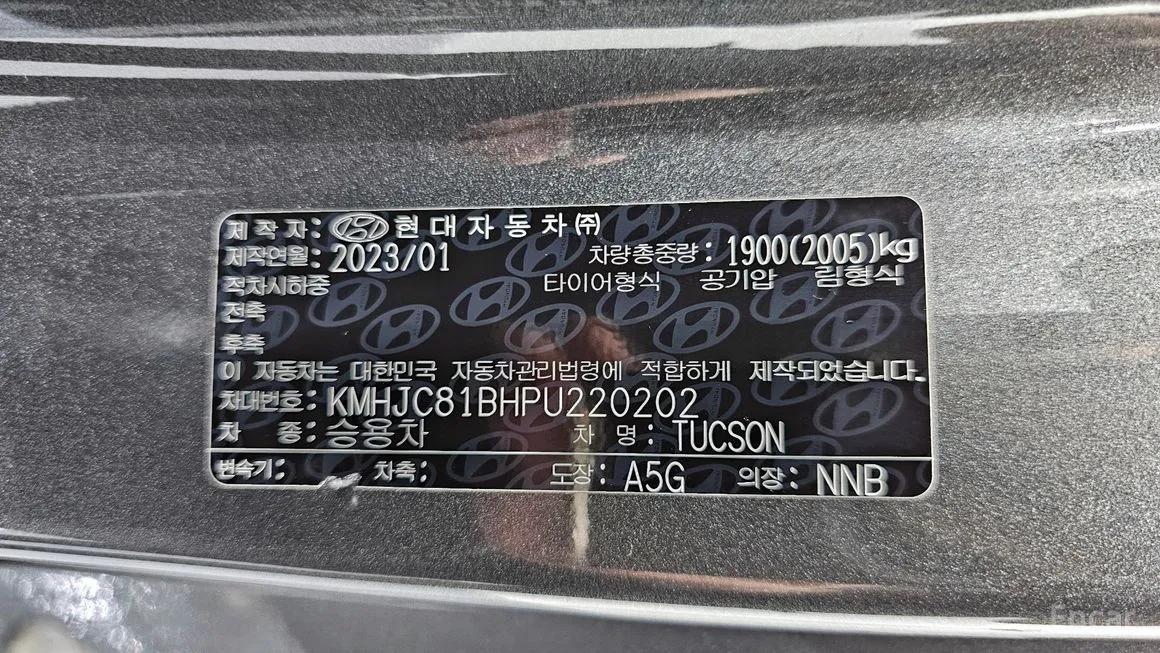 제작자: 현대자동차㈜
제작연월: 2023/01 차량총중량: 1900(2005)kg
적차시하중 타이어형식 공기압 림형식
전축
후축
이 자동차는 대한민국 자동차관리법령에 적합하게 제작되었습니다.
차대번호: KMHJC81BHPU220202
차 종: 승용차 차 명: TUCSON
변속기: 차축: 도장: A5G 의장: NNB
Encar